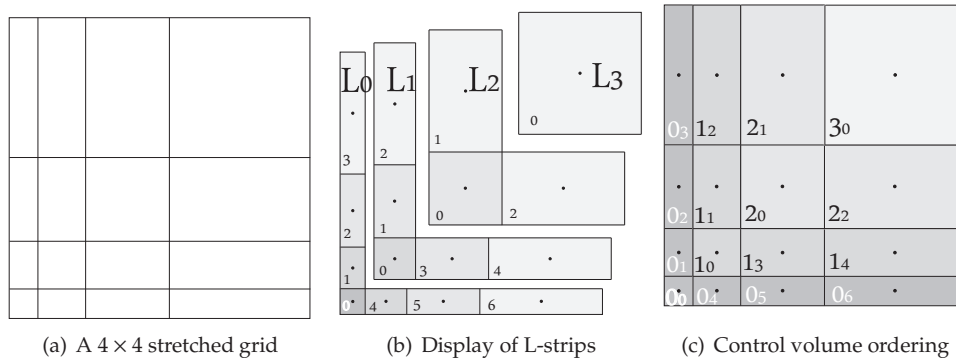 L0 L1 L2 L3
0
1
3 2
0 2
2 1
1 0 3 4
0 4 5 6
0₃ 1₂ 2₁ 3₀
0₂ 1₁ 2₀ 2₂
0₁ 1₀ 1₃ 1₄
0₀ 0₄ 0₅ 0₆
(a) A 4 × 4 stretched grid
(b) Display of L-strips
(c) Control volume ordering